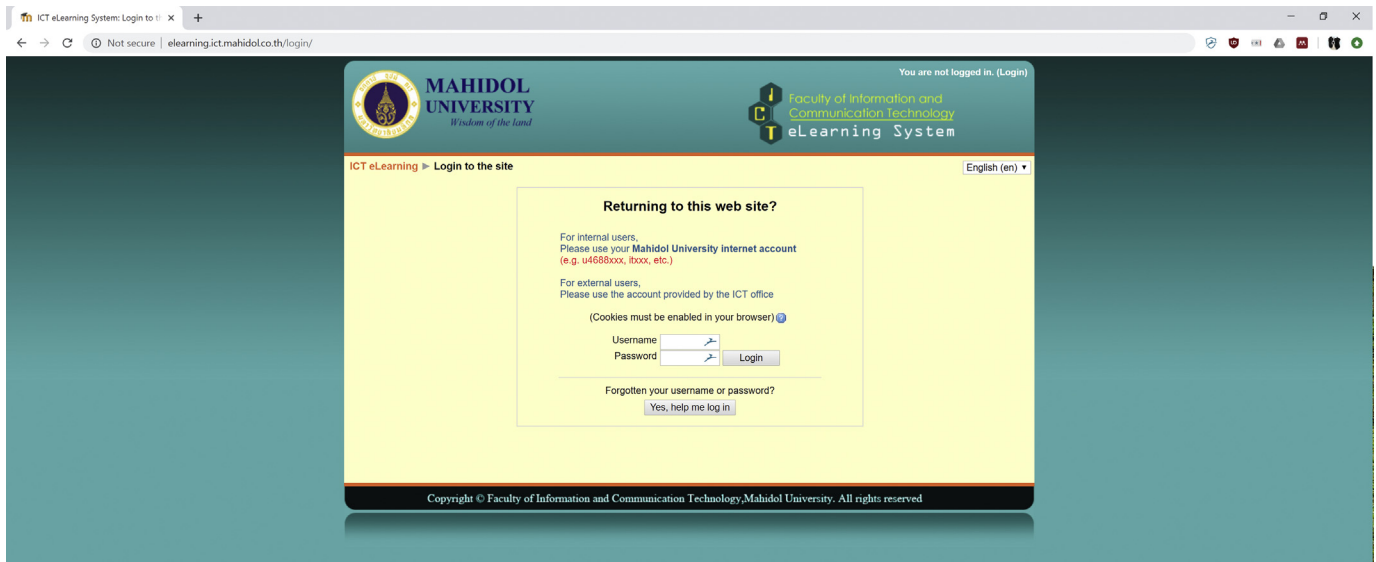 ICT eLearning System: Login to t
Not secure | elearning.ict.mahidol.co.th/login/
You are not logged in. (Login)
MAHIDOL
UNIVERSITY
Wisdom of the land
I
C
T
Faculty of Information and
Communication Technology
eLearning System
ICT eLearning ► Login to the site
English (en) ▼
Returning to this web site?
For internal users,
Please use your Mahidol University internet account
(e.g. u4688xxx, itxxx, etc.)
For external users,
Please use the account provided by the ICT office
(Cookies must be enabled in your browser) ?
Username
Password
Login
Forgotten your username or password?
Yes, help me log in
Copyright © Faculty of Information and Communication Technology,Mahidol University. All rights reserved